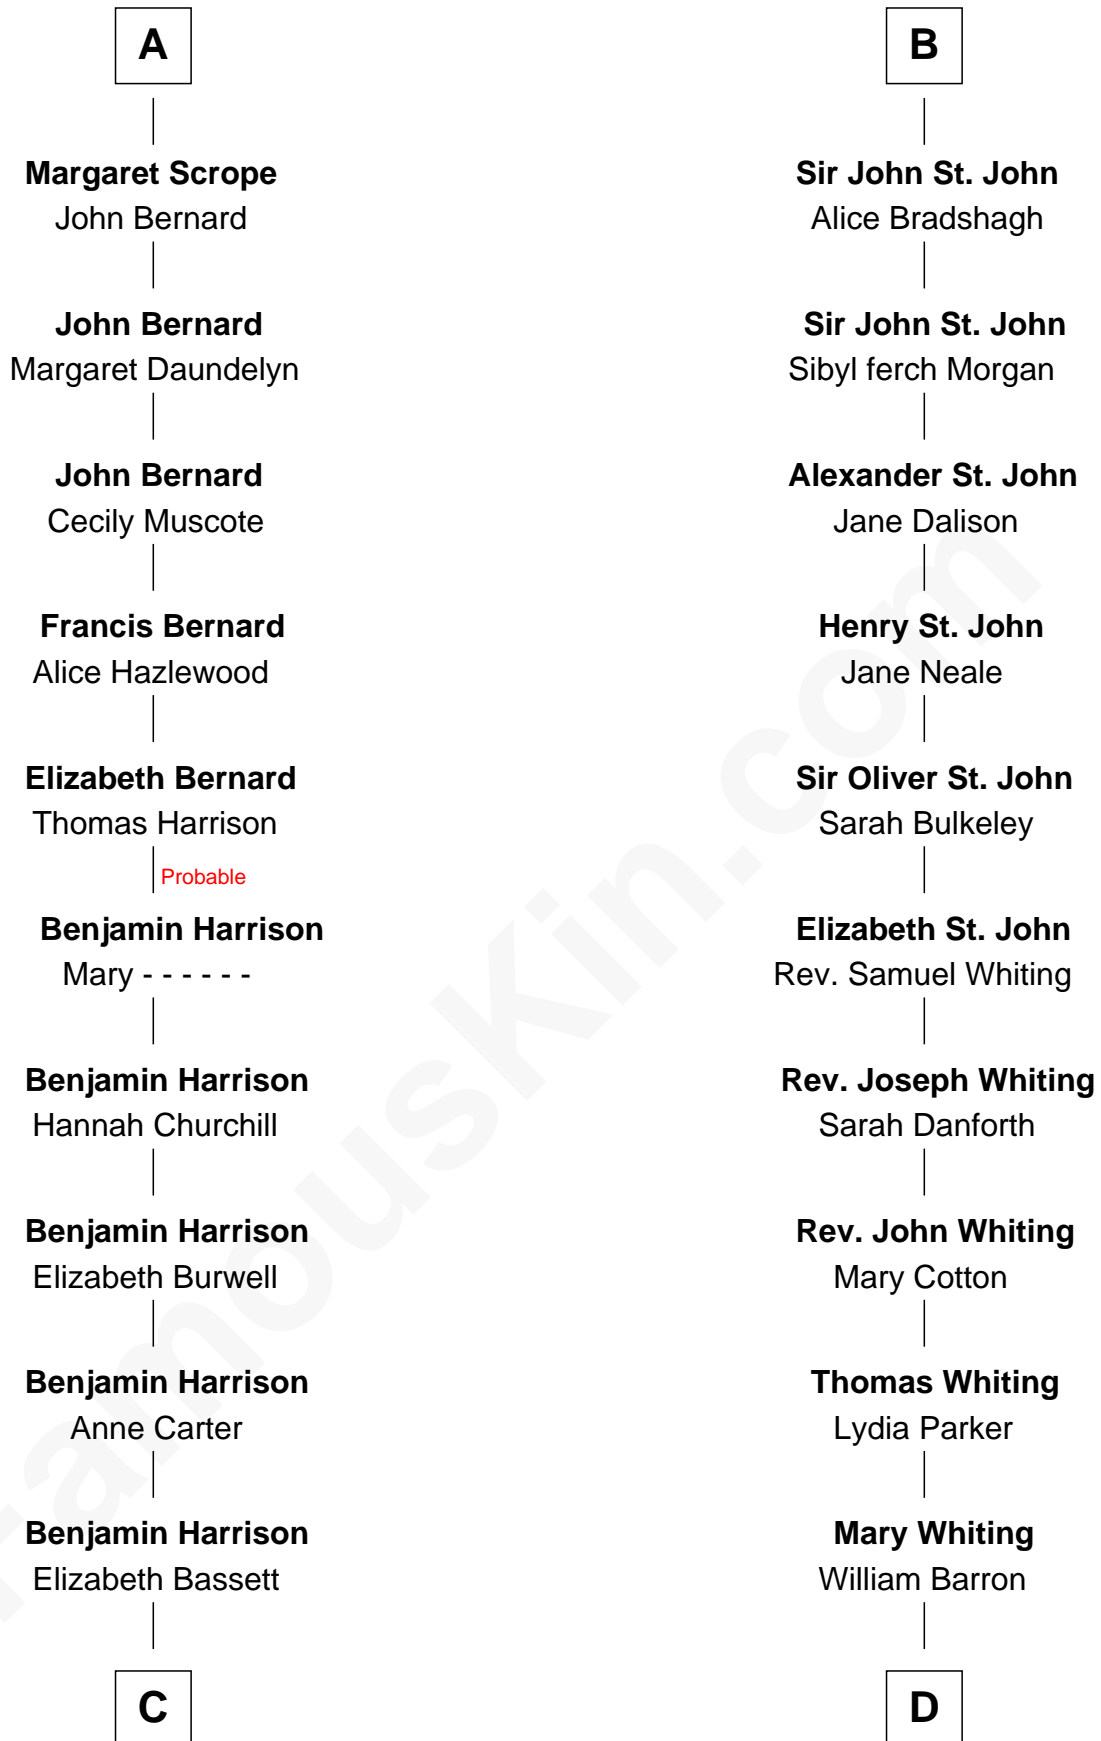 A
Margaret Scrope
John Bernard
John Bernard
Margaret Daundelyn
John Bernard
Cecily Muscote
Francis Bernard
Alice Hazlewood
Elizabeth Bernard
Thomas Harrison
Probable
Benjamin Harrison
Mary - - - - - -
Benjamin Harrison
Hannah Churchill
Benjamin Harrison
Elizabeth Burwell
Benjamin Harrison
Anne Carter
Benjamin Harrison
Elizabeth Bassett
C
B
Sir John St. John
Alice Bradshagh
Sir John St. John
Sibyl ferch Morgan
Alexander St. John
Jane Dalison
Henry St. John
Jane Neale
Sir Oliver St. John
Sarah Bulkeley
Elizabeth St. John
Rev. Samuel Whiting
Rev. Joseph Whiting
Sarah Danforth
Rev. John Whiting
Mary Cotton
Thomas Whiting
Lydia Parker
Mary Whiting
William Barron
D
FamousKin.com